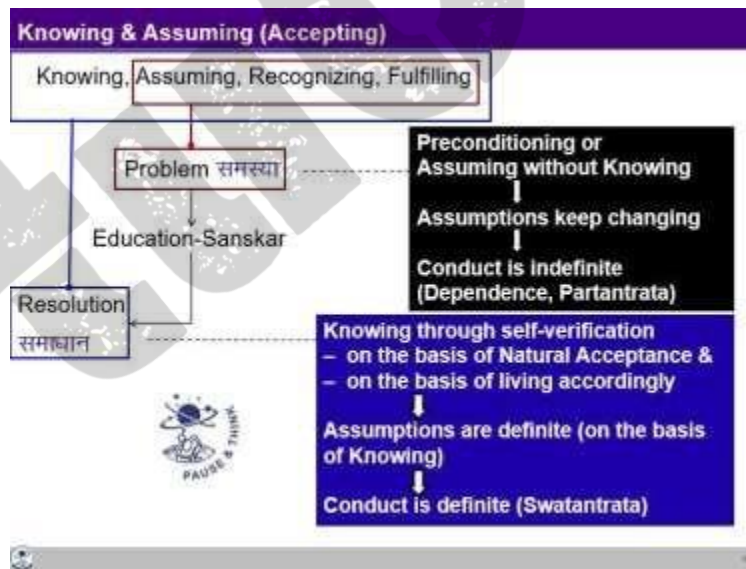 Knowing & Assuming (Accepting)
Knowing, Assuming, Recognizing, Fulfilling
Problem समस्या
Education-Sanskar
Resolution
समाधान
Preconditioning or
Assuming without Knowing
Assumptions keep changing
Conduct is indefinite
(Dependence, Partantrata)
Knowing through self-verification
– on the basis of Natural Acceptance &
– on the basis of living accordingly
Assumptions are definite (on the basis
of Knowing)
Conduct is definite (Swatantrata)
PAUSE & THINK